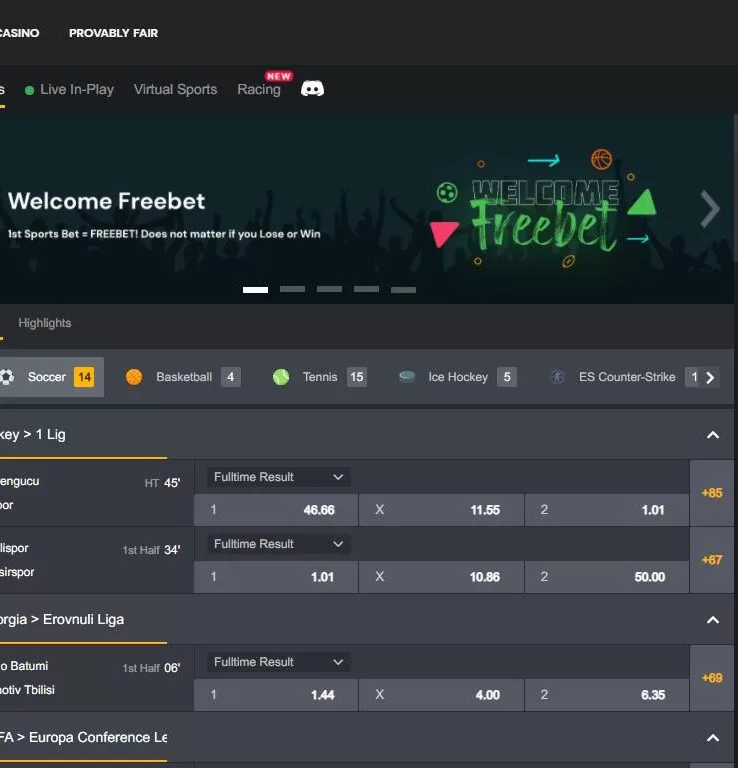 CASINO PROVABLY FAIR
NEW
s Live In-Play Virtual Sports Racing
Welcome Freebet
1st Sports Bet = FREEBET! Does not matter if you Lose or Win
WELCOME
Freebet
Highlights
Soccer 14 Basketball 4 Tennis 15 Ice Hockey 5 ES Counter-Strike 1
key > 1 Lig
engucu HT 45'
por
Fulltime Result
1 46.66 X 11.55 2 1.01 +85
lispor 1st Half 34'
sirspor
Fulltime Result
1 1.01 X 10.86 2 50.00 +67
orgia > Erovnuli Liga
o Batumi 1st Half 06'
motiv Tbilisi
Fulltime Result
1 1.44 X 4.00 2 6.35 +69
FA > Europa Conference Le